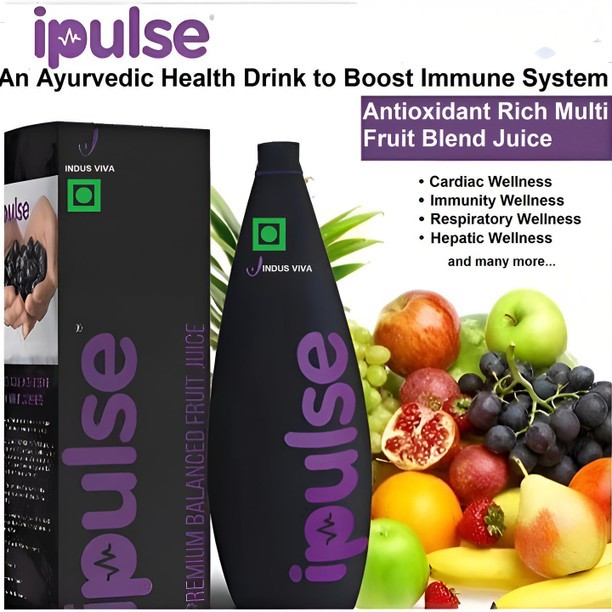 ipulse
An Ayurvedic Health Drink to Boost Immune System
Antioxidant Rich Multi
Fruit Blend Juice
• Cardiac Wellness
• Immunity Wellness
• Respiratory Wellness
• Hepatic Wellness
and many more...
INDUS VIVA
pulse
ipulse
PREMIUM BALANCED FRUIT JUICE
INDUS VIVA
ipulse